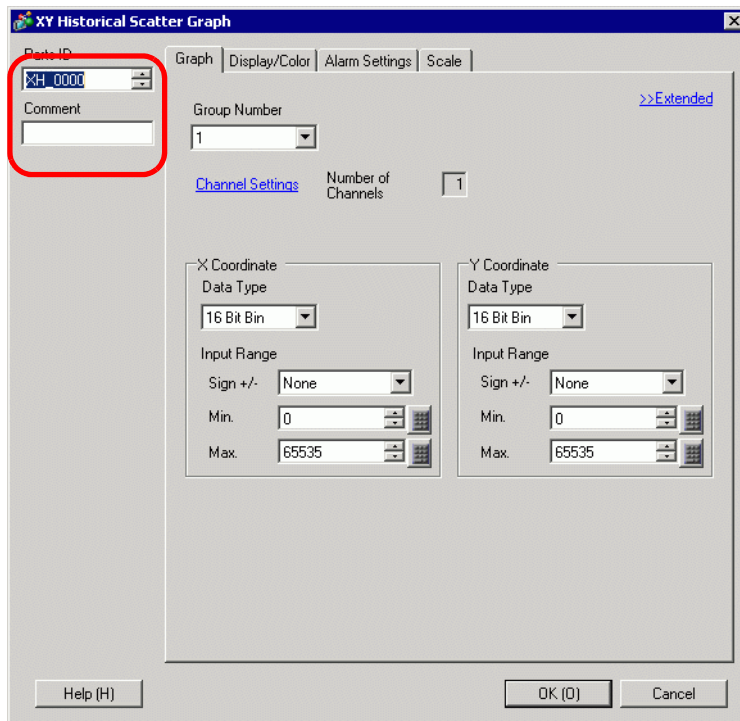 XY Historical Scatter Graph
Parts ID
XH_0000
Comment
Graph Display/Color Alarm Settings Scale
>>Extended
Group Number
1
Channel Settings Number of Channels 1
X Coordinate
Data Type
16 Bit Bin
Input Range
Sign +/- None
Min. 0
Max. 65535
Y Coordinate
Data Type
16 Bit Bin
Input Range
Sign +/- None
Min. 0
Max. 65535
Help (H) OK (O) Cancel